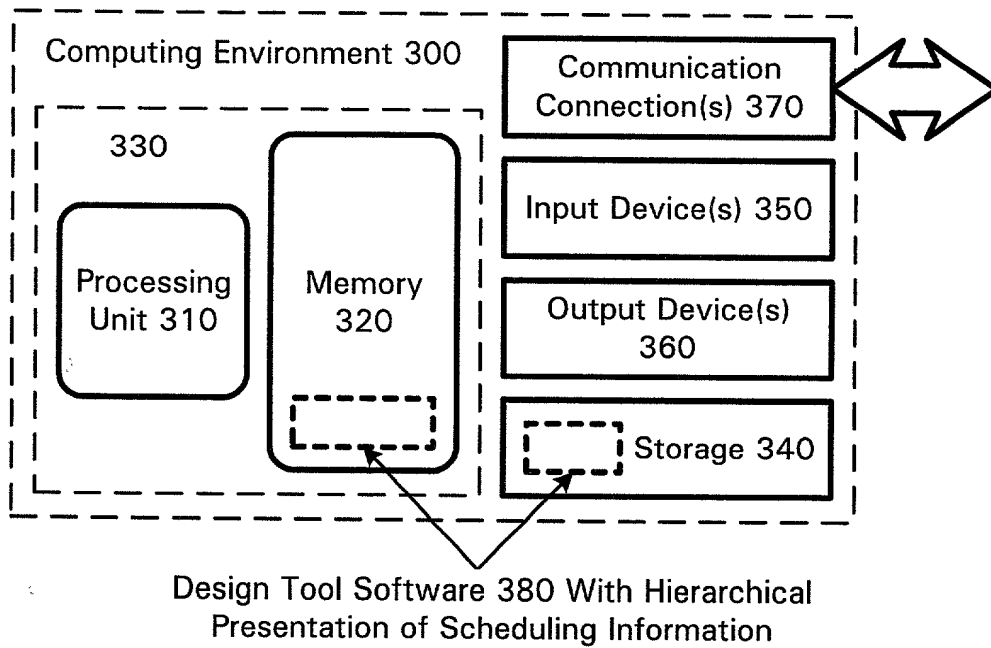 Computing Environment 300
Communication
Connection(s) 370
330
Input Device(s) 350
Processing
Unit 310
Memory
320
Output Device(s)
360
Storage 340
Design Tool Software 380 With Hierarchical
Presentation of Scheduling Information